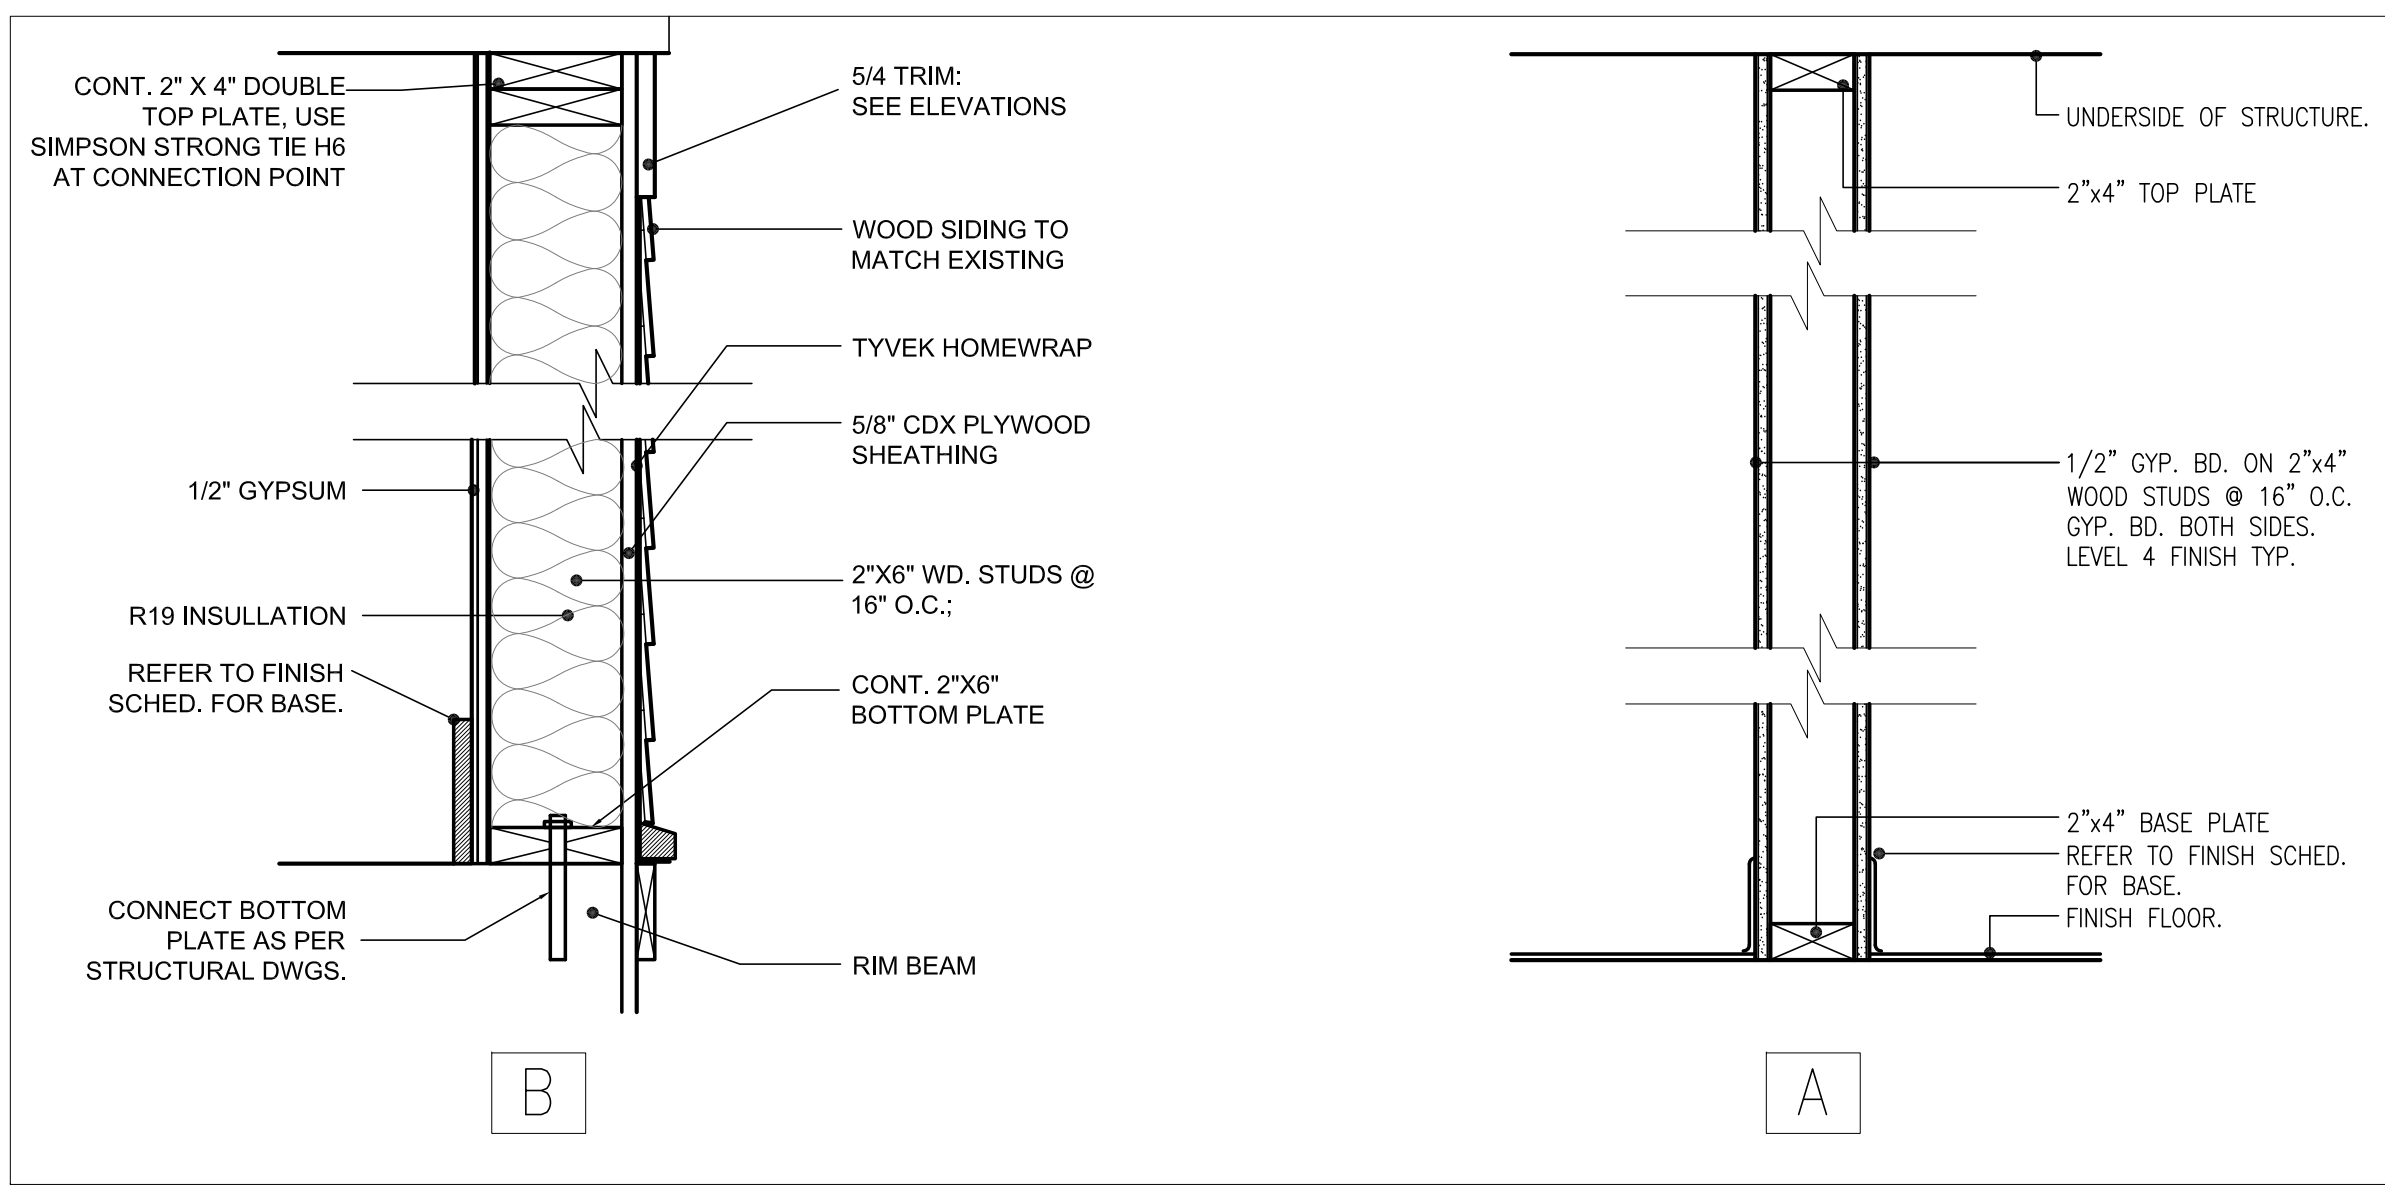 CONT. 2" X 4" DOUBLE
TOP PLATE, USE
SIMPSON STRONG TIE H6
AT CONNECTION POINT
1/2" GYPSUM
R19 INSULLATION
REFER TO FINISH
SCHED. FOR BASE.
CONNECT BOTTOM
PLATE AS PER
STRUCTURAL DWGS.
5/4 TRIM:
SEE ELEVATIONS
WOOD SIDING TO
MATCH EXISTING
TYVEK HOMEWRAP
5/8" CDX PLYWOOD
SHEATHING
2"X6" WD. STUDS @
16" O.C.;
CONT. 2"X6"
BOTTOM PLATE
RIM BEAM
B
UNDERSIDE OF STRUCTURE.
2”x4” TOP PLATE
1/2” GYP. BD. ON 2”x4”
WOOD STUDS @ 16” O.C.
GYP. BD. BOTH SIDES.
LEVEL 4 FINISH TYP.
2”x4” BASE PLATE
REFER TO FINISH SCHED.
FOR BASE.
FINISH FLOOR.
A